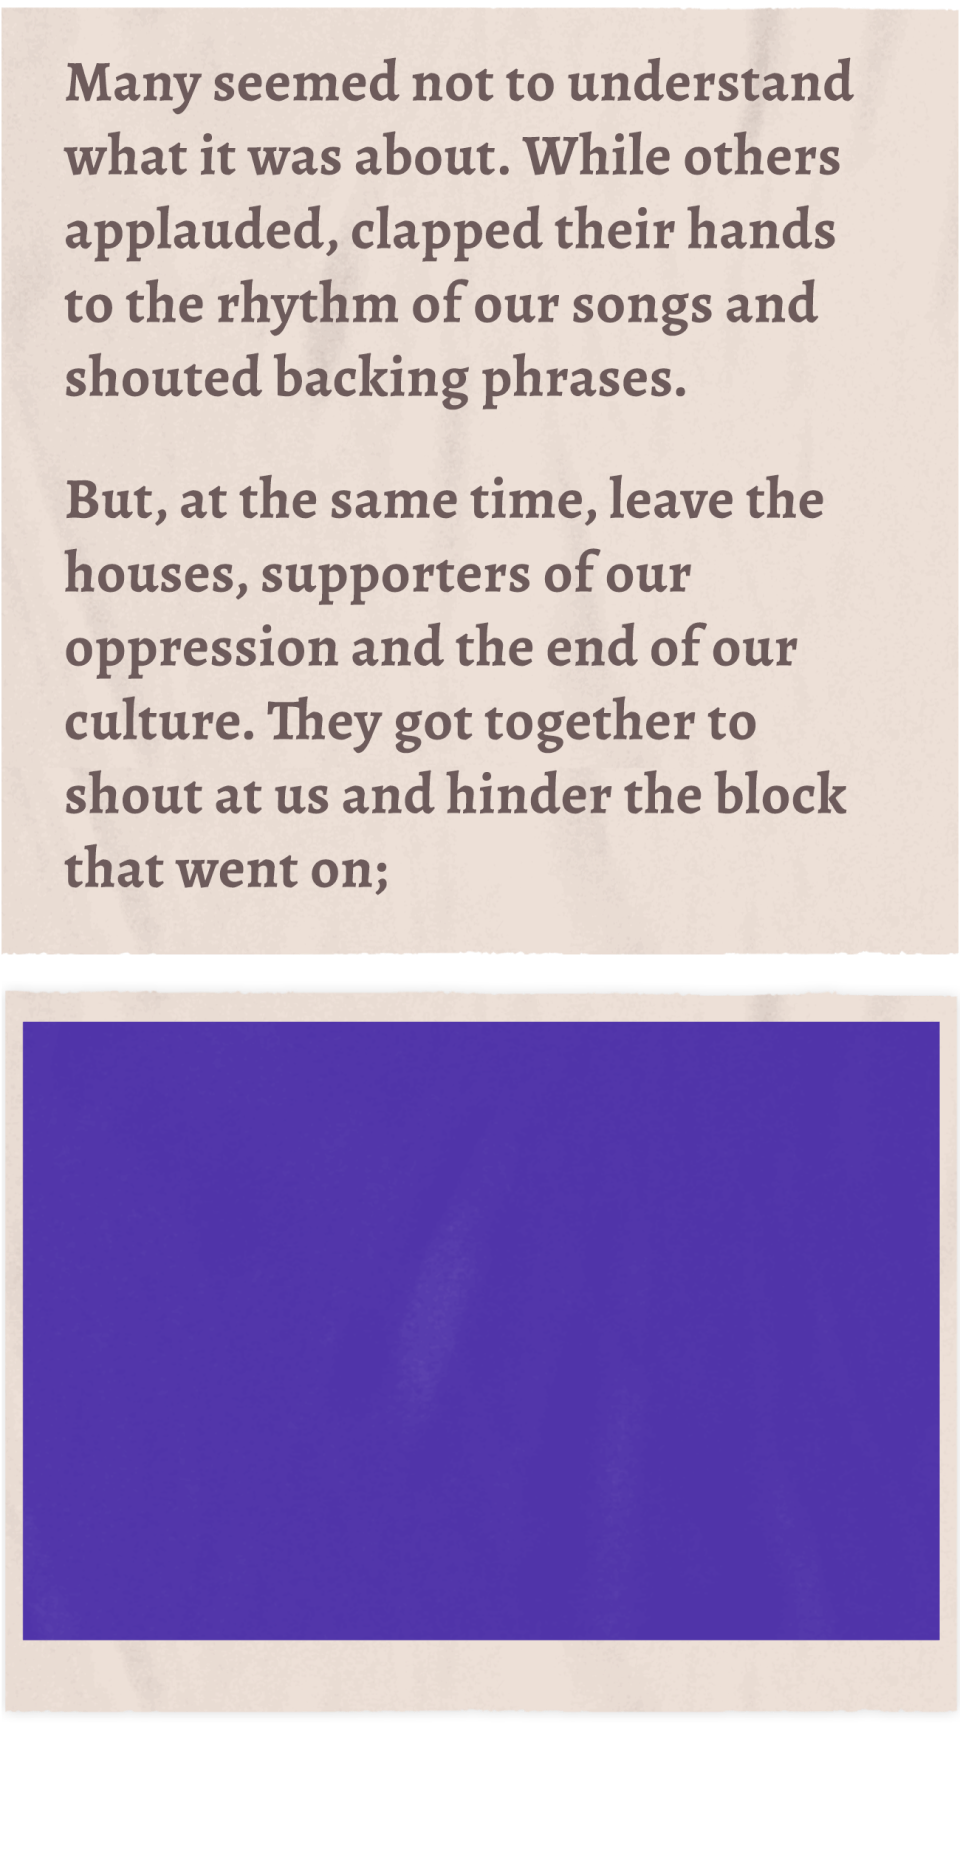 Many seemed not to understand
what it was about. While others
applauded, clapped their hands
to the rhythm of our songs and
shouted backing phrases.
But, at the same time, leave the
houses, supporters of our
oppression and the end of our
culture. They got together to
shout at us and hinder the block
that went on;